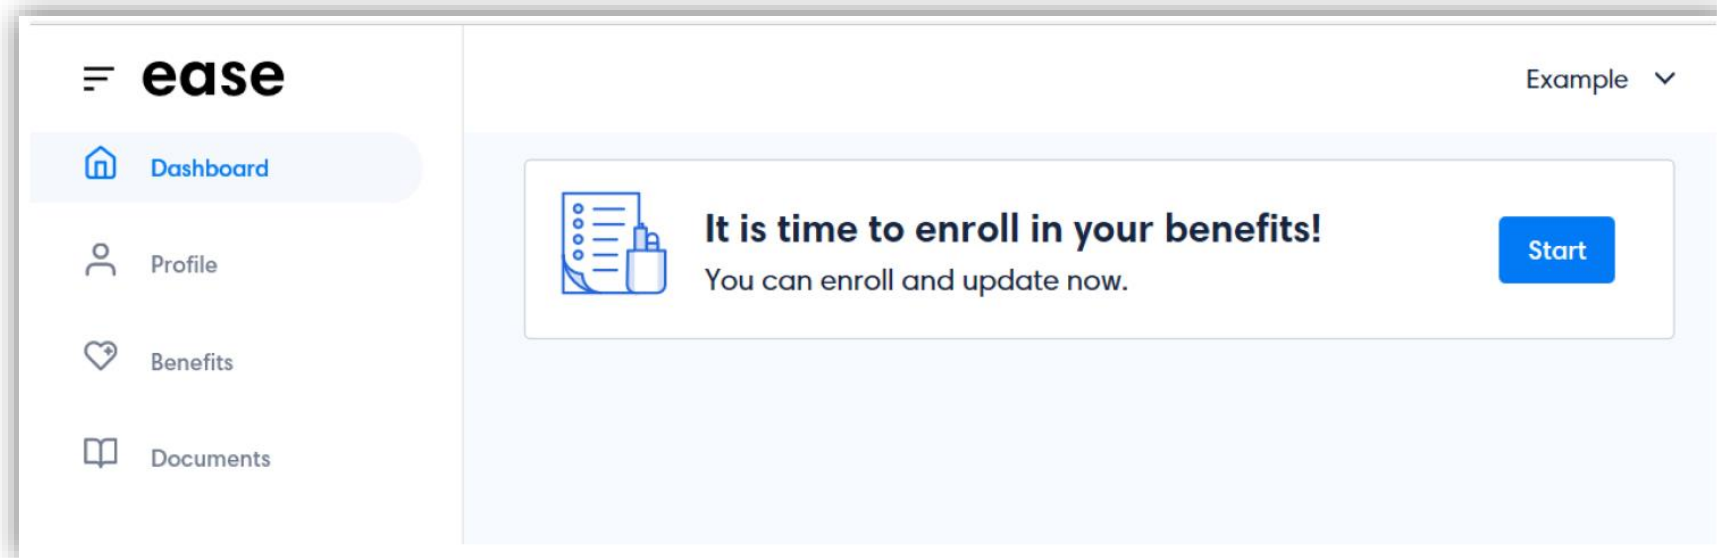 ease
Example
Dashboard
Profile
Benefits
Documents
It is time to enroll in your benefits!
You can enroll and update now.
Start